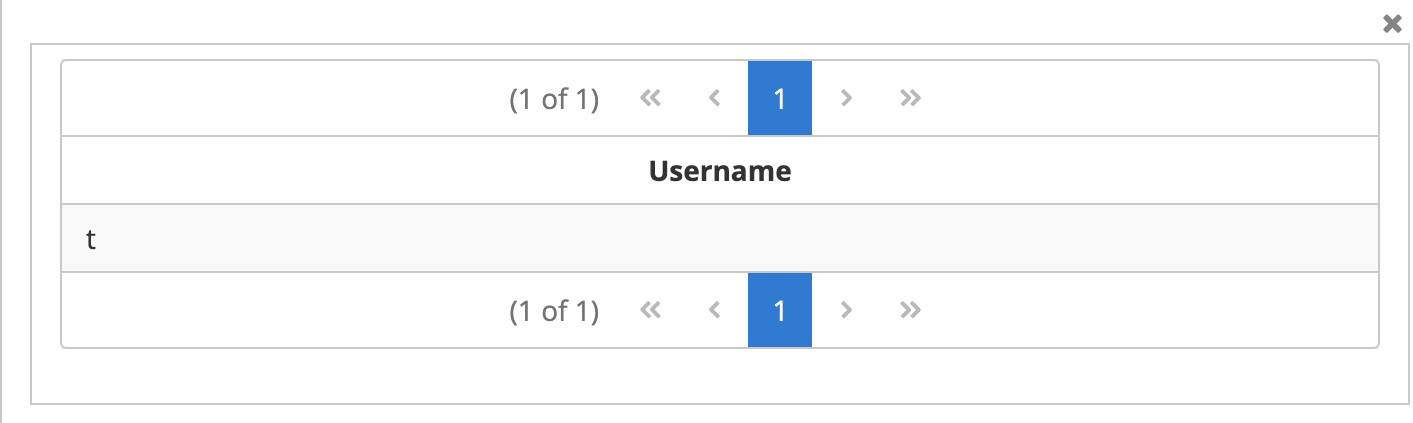 (1 of 1) « ‹ 1 › »
Username
t
(1 of 1) « ‹ 1 › »